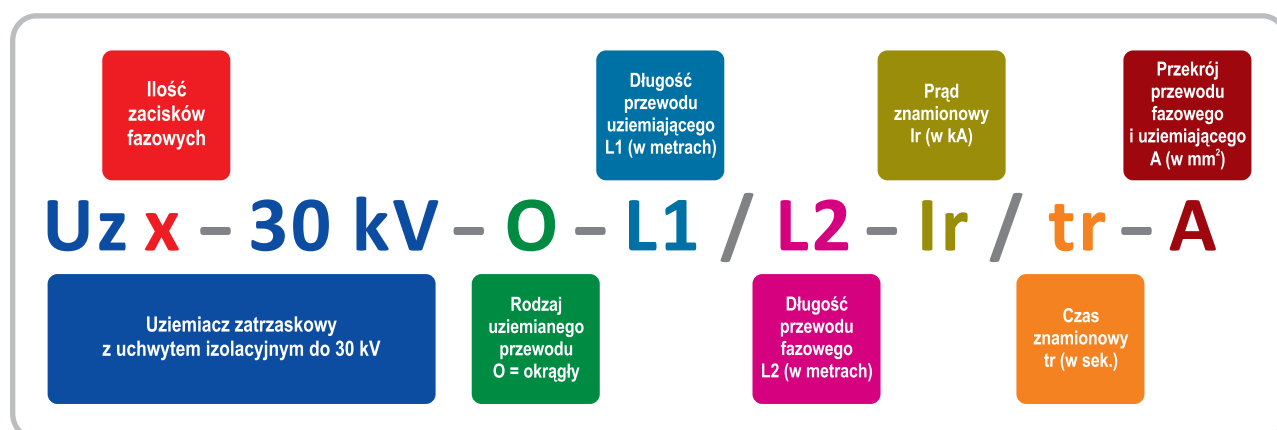 Ilość
zacisków
fazowych
Długość
przewodu
uziemiającego
L1 (w metrach)
Prąd
znamionowy
Ir (w kA)
Przekrój
przewodu
fazowego
i uziemiającego
A (w mm²)
Uz x – 30 kV – O – L1 / L2 – Ir / tr – A
Uziemiacz zatrzaskowy
z uchwytem izolacyjnym do 30 kV
Rodzaj
uziemianego
przewodu
O = okrągły
Długość
przewodu
fazowego
L2 (w metrach)
Czas
znamionowy
tr (w sek.)